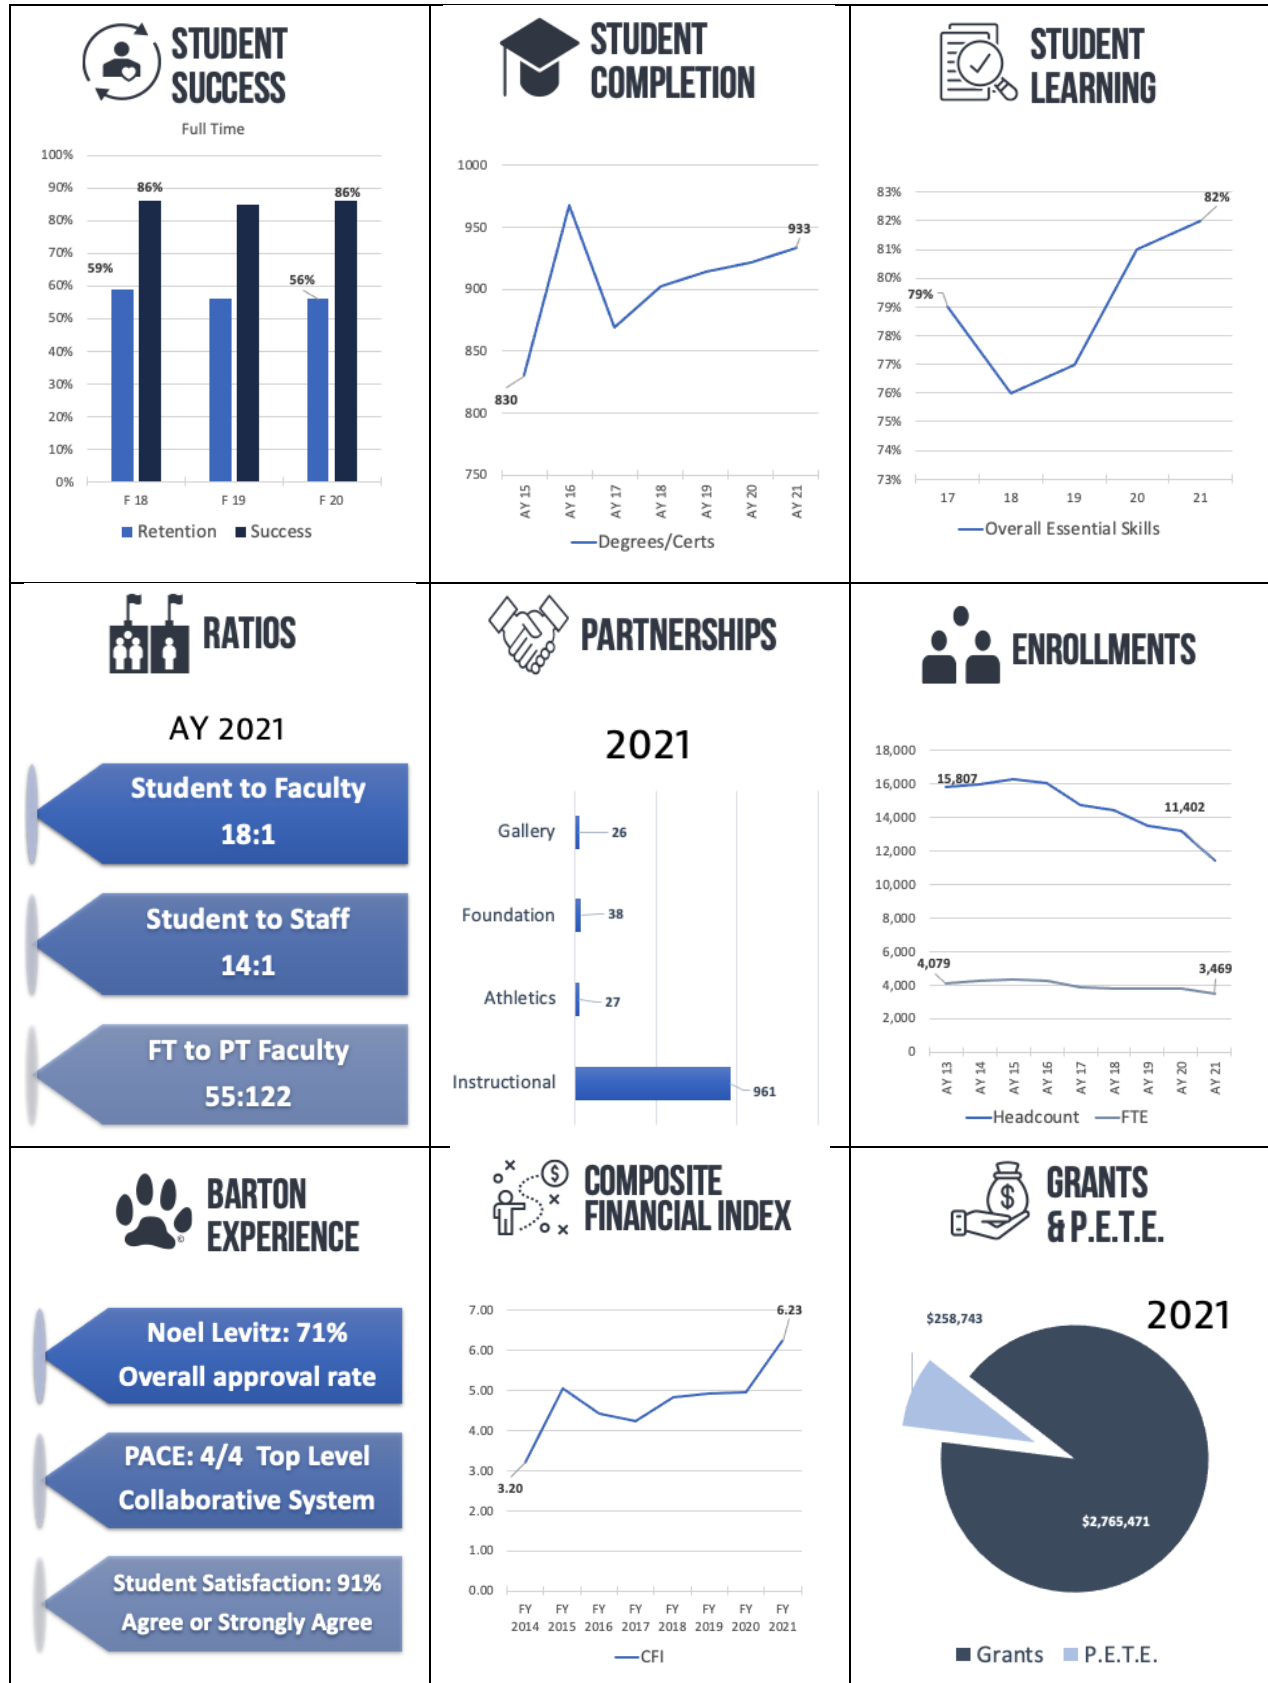 STUDENT
SUCCESS
Full Time
100%
90%
80%
70%
60%
50%
40%
30%
20%
10%
0%
59%
86%
56%
86%
F 18
F 19
F 20
Retention
Success
STUDENT
COMPLETION
1000
950
900
850
800
750
830
933
AY 15
AY 16
AY 17
AY 18
AY 19
AY 20
AY 21
Degrees/Certs
STUDENT
LEARNING
83%
82%
81%
80%
79%
78%
77%
76%
75%
74%
73%
79%
82%
17
18
19
20
21
Overall Essential Skills
RATIOS
AY 2021
Student to Faculty
18:1
Student to Staff
14:1
FT to PT Faculty
55:122
PARTNERSHIPS
2021
Gallery
26
Foundation
38
Athletics
27
Instructional
961
ENROLLMENTS
18,000
16,000
14,000
12,000
10,000
8,000
6,000
4,000
2,000
0
15,807
11,402
4,079
3,469
AY 13
AY 14
AY 15
AY 16
AY 17
AY 18
AY 19
AY 20
AY 21
Headcount
FTE
BARTON
EXPERIENCE
©
Noel Levitz: 71%
Overall approval rate
PACE: 4/4 Top Level
Collaborative System
Student Satisfaction: 91%
Agree or Strongly Agree
$
COMPOSITE
FINANCIAL INDEX
7.00
6.00
5.00
4.00
3.00
2.00
1.00
0.00
3.20
6.23
FY 2014
FY 2015
FY 2016
FY 2017
FY 2018
FY 2019
FY 2020
FY 2021
CFI
$
GRANTS
& P.E.T.E.
2021
$258,743
$2,765,471
Grants
P.E.T.E.